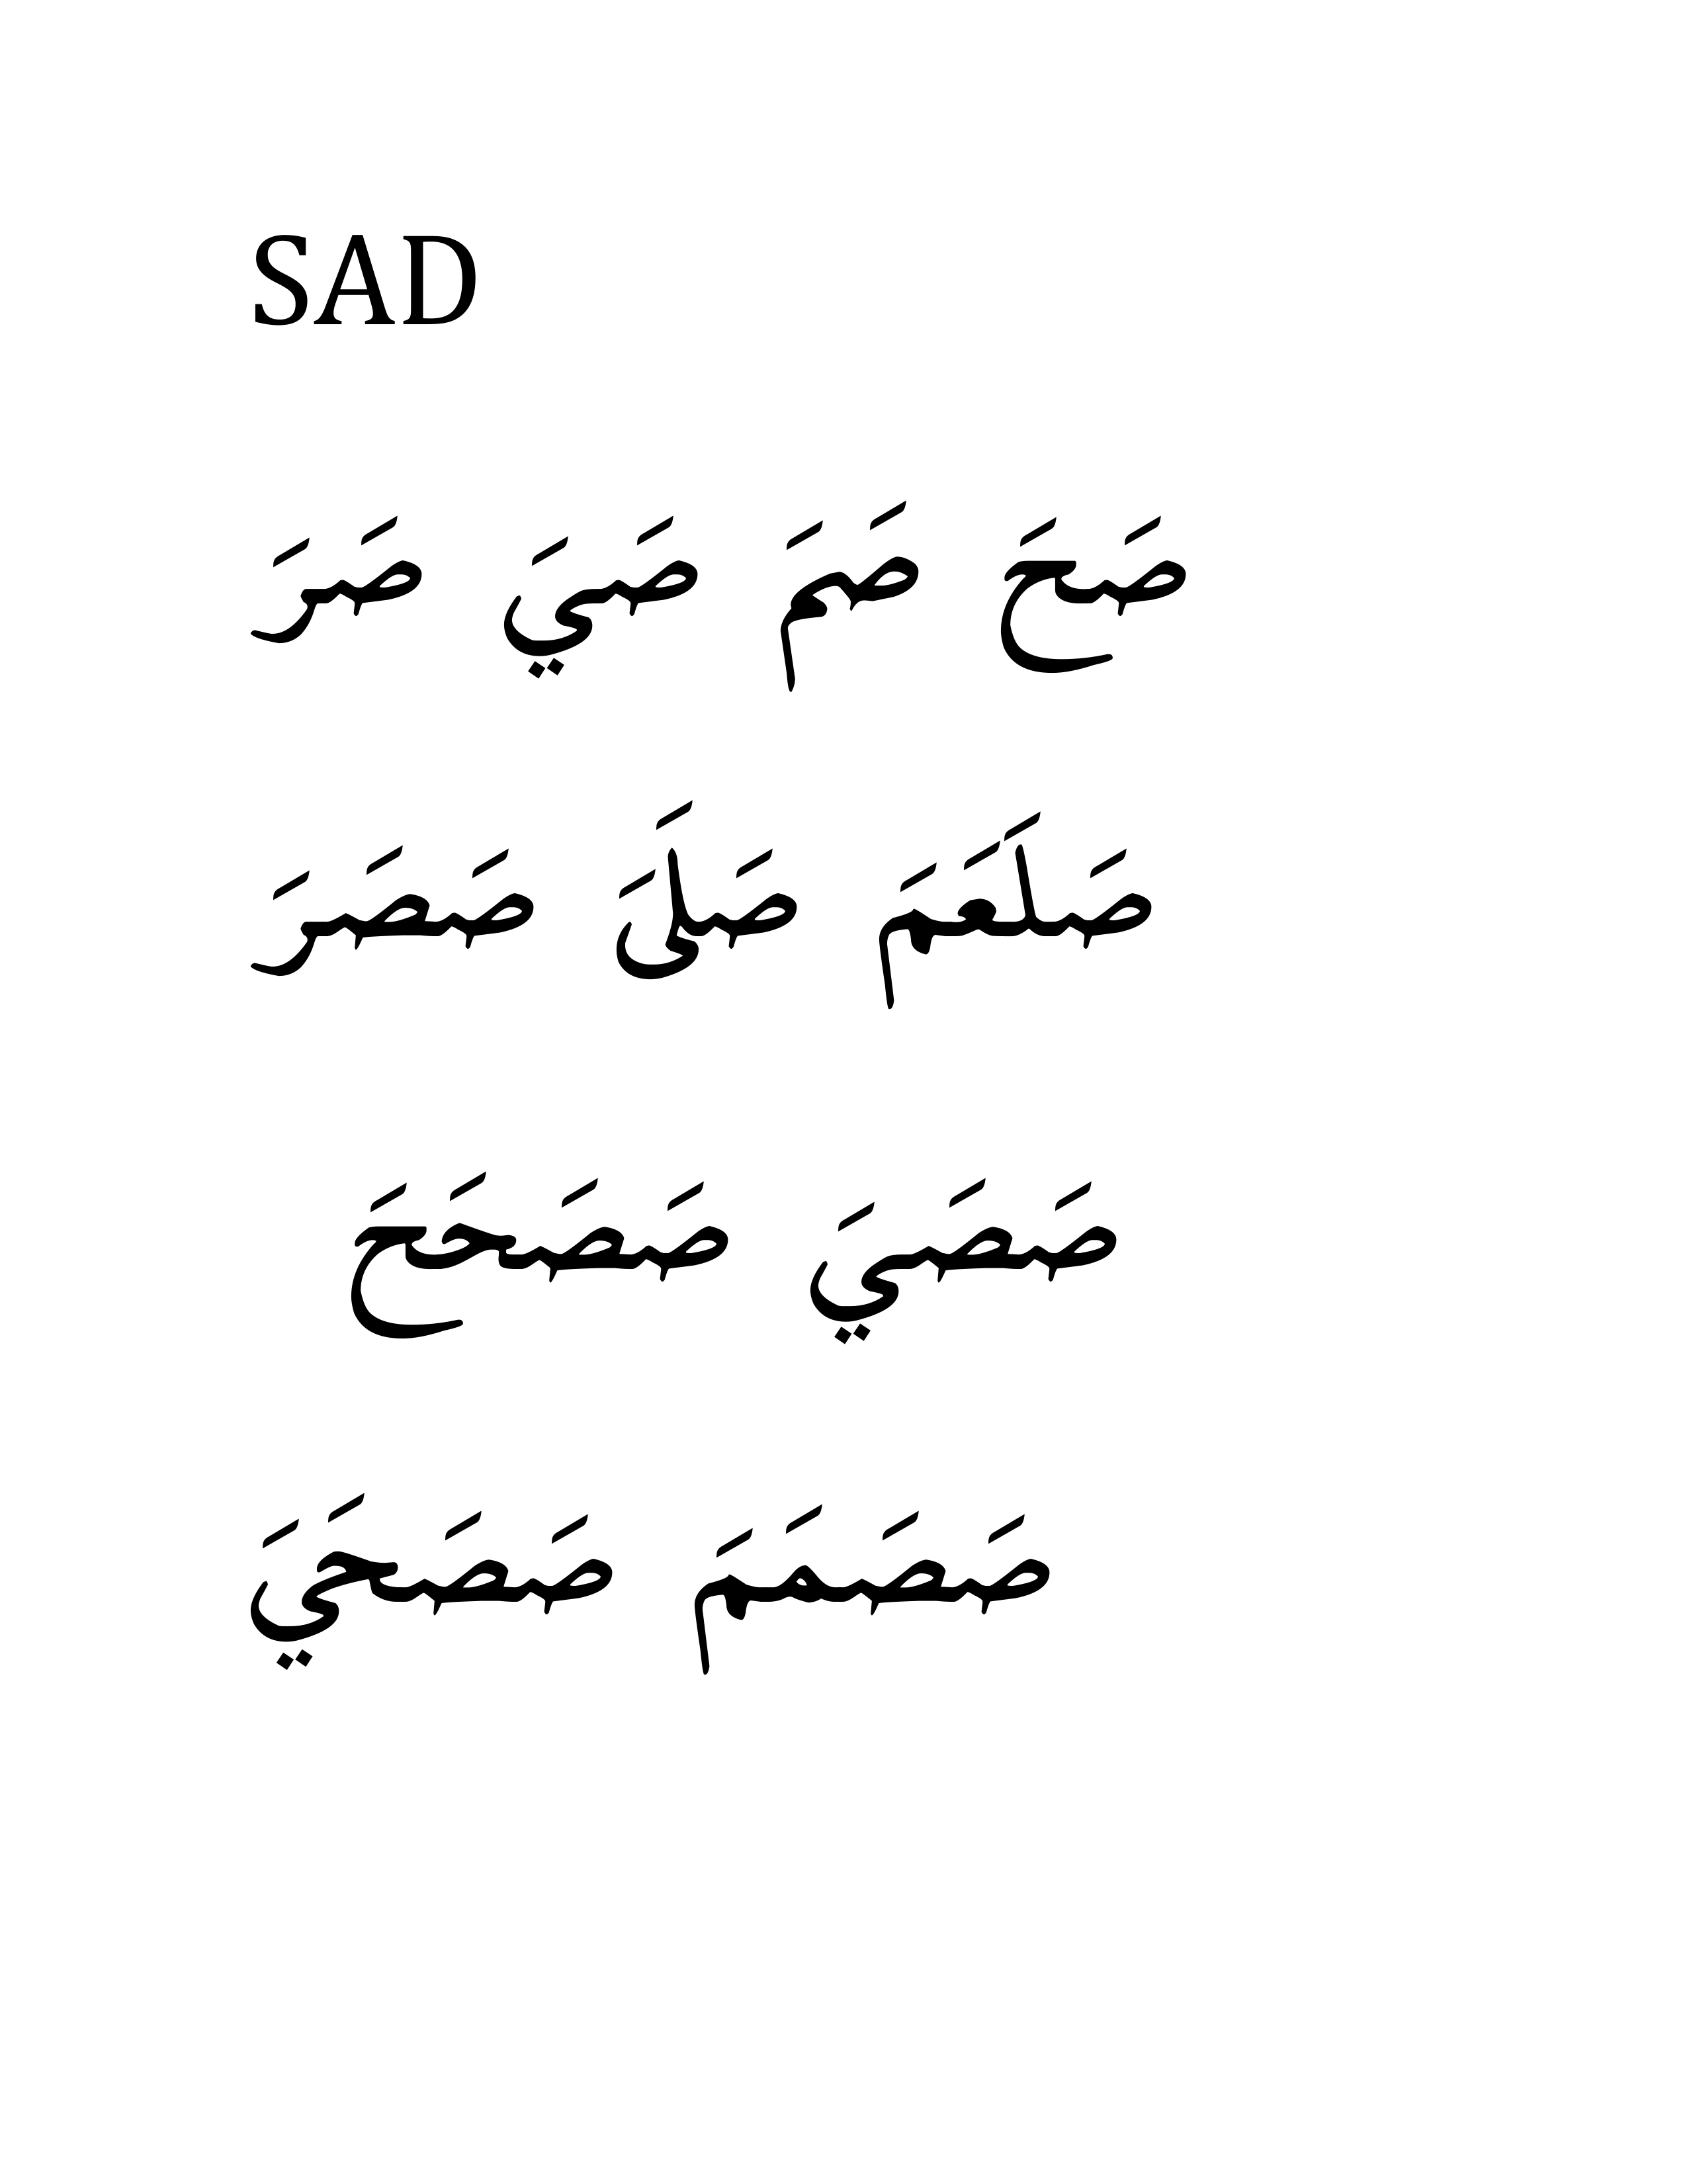 SAD
صَحَ صَمَ صَيَ صَرَ
صَلَعَمَ صَلَىَ صَصَرَ
صَصَيَ صَصَحَحَ
صَصَمَمَ صَصَحَيَ